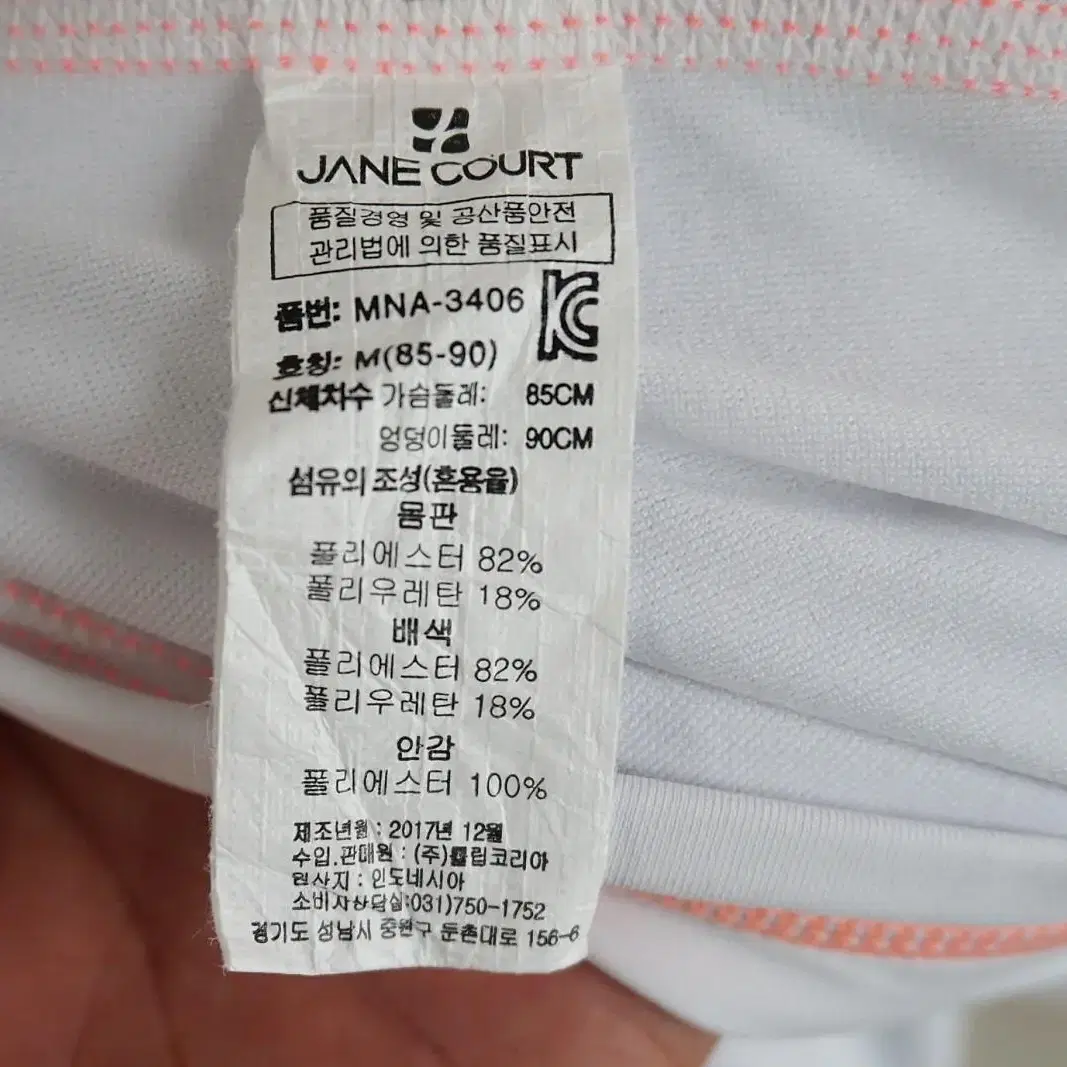 JANE COURT
품질경영 및 공산품안전
관리법에 의한 품질표시
품번: MNA-3406
KC
호칭: M(85-90)
신체치수 가슴둘레: 85CM
엉덩이둘레: 90CM
섬유의 조성(혼용율)
몸판
폴리에스터 82%
폴리우레탄 18%
배색
폴리에스터 82%
폴리우레탄 18%
안감
폴리에스터 100%
제조년월 : 2017년 12월
수입.판매원 : (주)클립코리아
원산지 : 인도네시아
소비자상담실:031)750-1752
경기도 성남시 중원구 둔촌대로 156-6